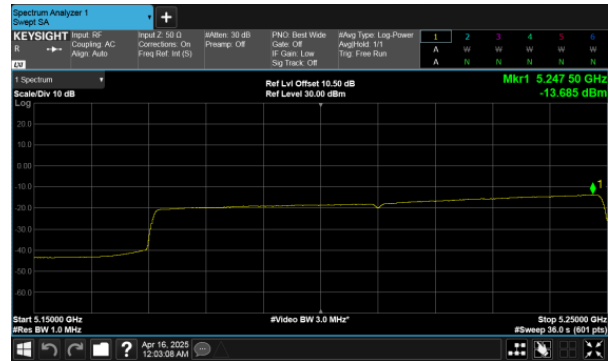 Spectrum Analyzer 1
Swept SA
+
KEYSIGHT Input: RF Input Z: 50 Ω #Atten: 30 dB PNO: Best Wide #Avg Type: Log-Power 1 2 3 4 5 6
R Coupling: AC Corrections: On Preamp: Off Gate: Off Avg|Hold: 1/1 A W W W W W
Align: Auto Freq Ref: Int (S) IF Gain: Low Trig: Free Run
LXI Sig Track: Off A N N N N N
1 Spectrum Ref Lvl Offset 10.50 dB Mkr1 5.247 50 GHz
Scale/Div 10 dB Ref Level 30.00 dBm -13.685 dBm
Log
20.0
10.0
0.00
-10.0
1
-20.0
-30.0
-40.0
-50.0
-60.0
Start 5.15000 GHz #Video BW 3.0 MHz* Stop 5.25000 GHz
#Res BW 1.0 MHz #Sweep 36.0 s (601 pts)
? Apr 16, 2025
12:03:08 AM